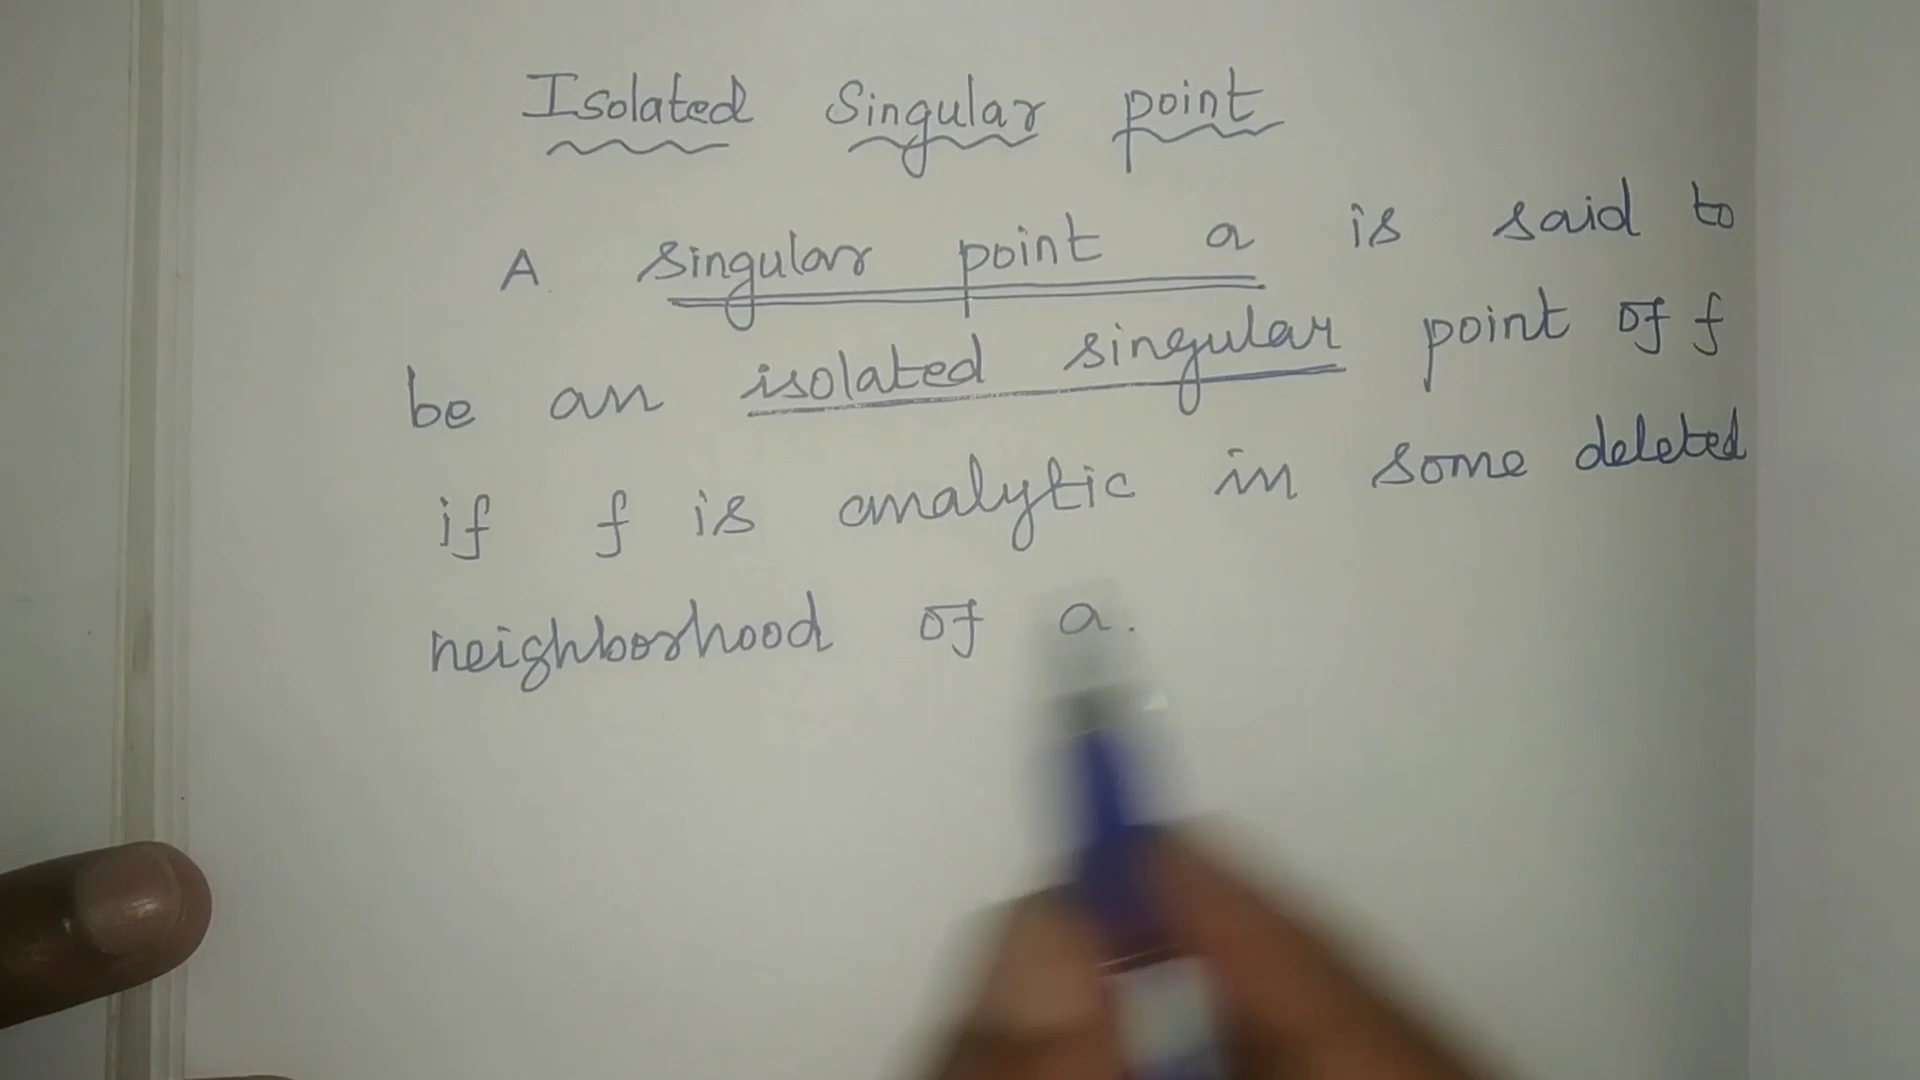 Isolated Singular point
A singular point a is said to
be an isolated singular point of f
if f is analytic in some deleted
neighborhood of a.